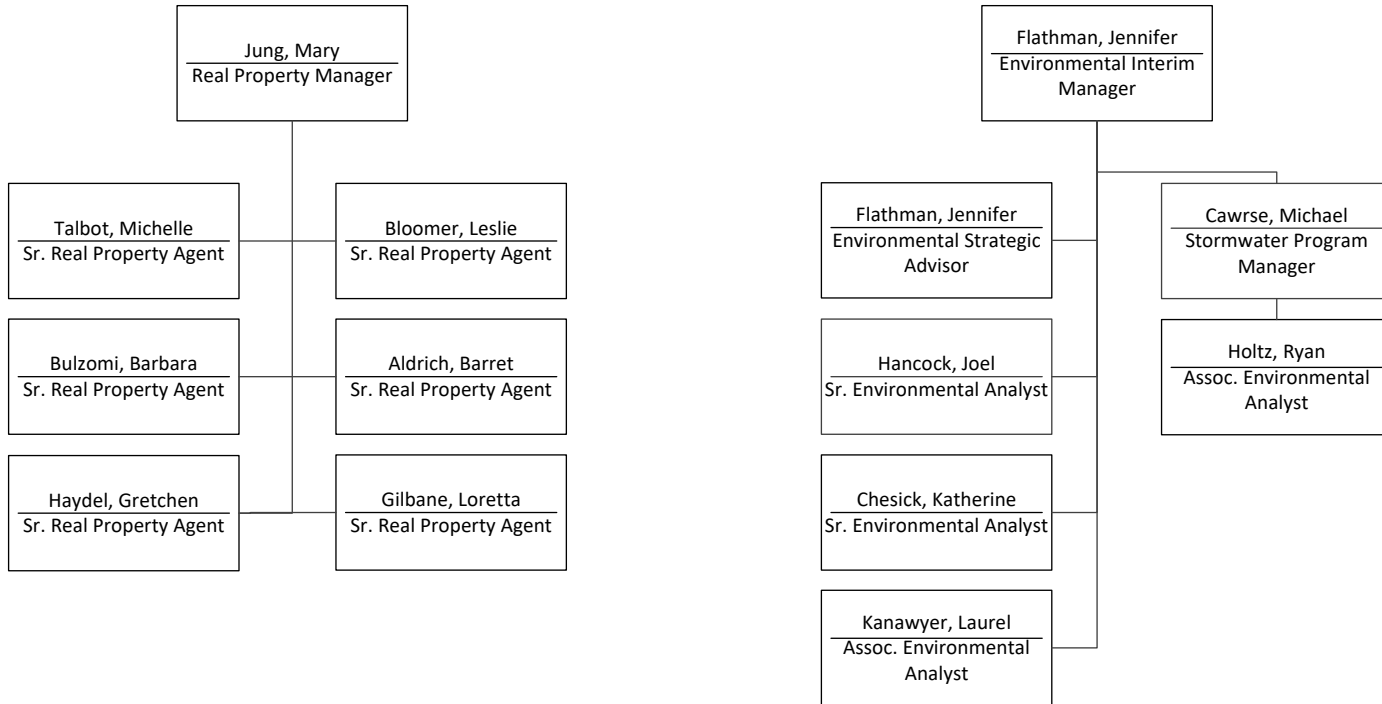 Jung, Mary
Real Property Manager
Talbot, Michelle
Sr. Real Property Agent
Bloomer, Leslie
Sr. Real Property Agent
Bulzomi, Barbara
Sr. Real Property Agent
Aldrich, Barret
Sr. Real Property Agent
Haydel, Gretchen
Sr. Real Property Agent
Gilbane, Loretta
Sr. Real Property Agent
Flathman, Jennifer
Environmental Interim
Manager
Flathman, Jennifer
Environmental Strategic
Advisor
Cawrse, Michael
Stormwater Program
Manager
Hancock, Joel
Sr. Environmental Analyst
Holtz, Ryan
Assoc. Environmental
Analyst
Chesick, Katherine
Sr. Environmental Analyst
Kanawyer, Laurel
Assoc. Environmental
Analyst